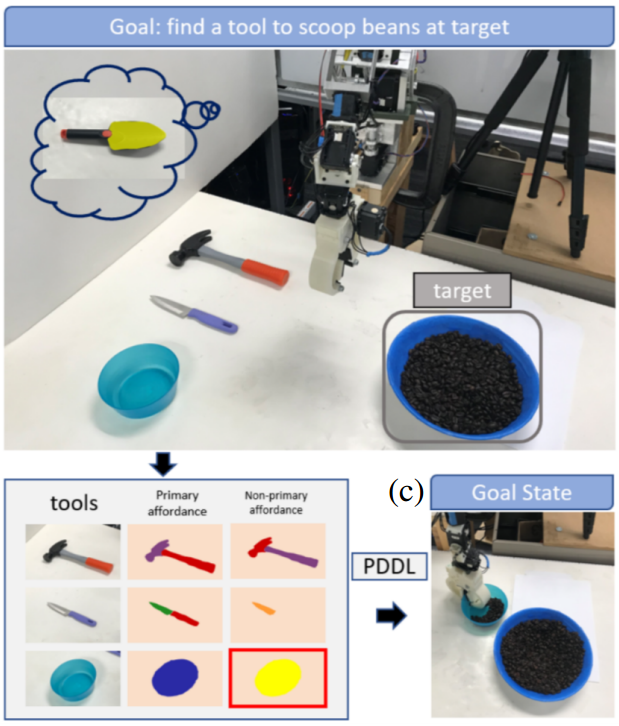 Goal: find a tool to scoop beans at target
target
tools
Primary
affordance
Non-primary
affordance
PDDL
(c)
Goal State